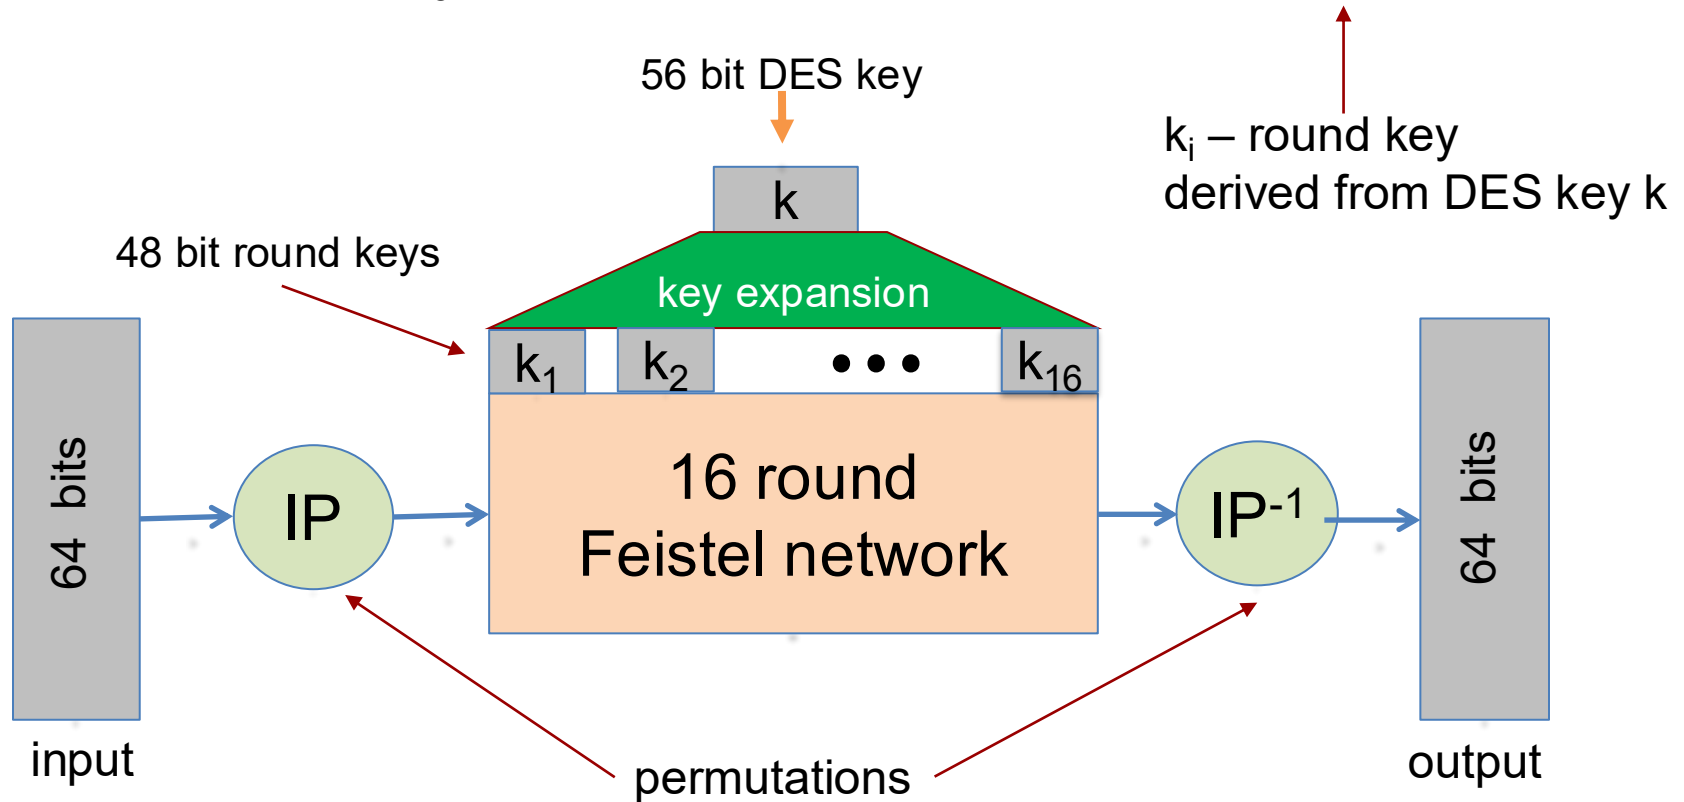 56 bit DES key
kᵢ – round key
derived from DES key k
k
48 bit round keys
key expansion
k₁
k₂
•••
k₁₆
64 bits
IP
16 round
Feistel network
IP⁻¹
64 bits
input
permutations
output